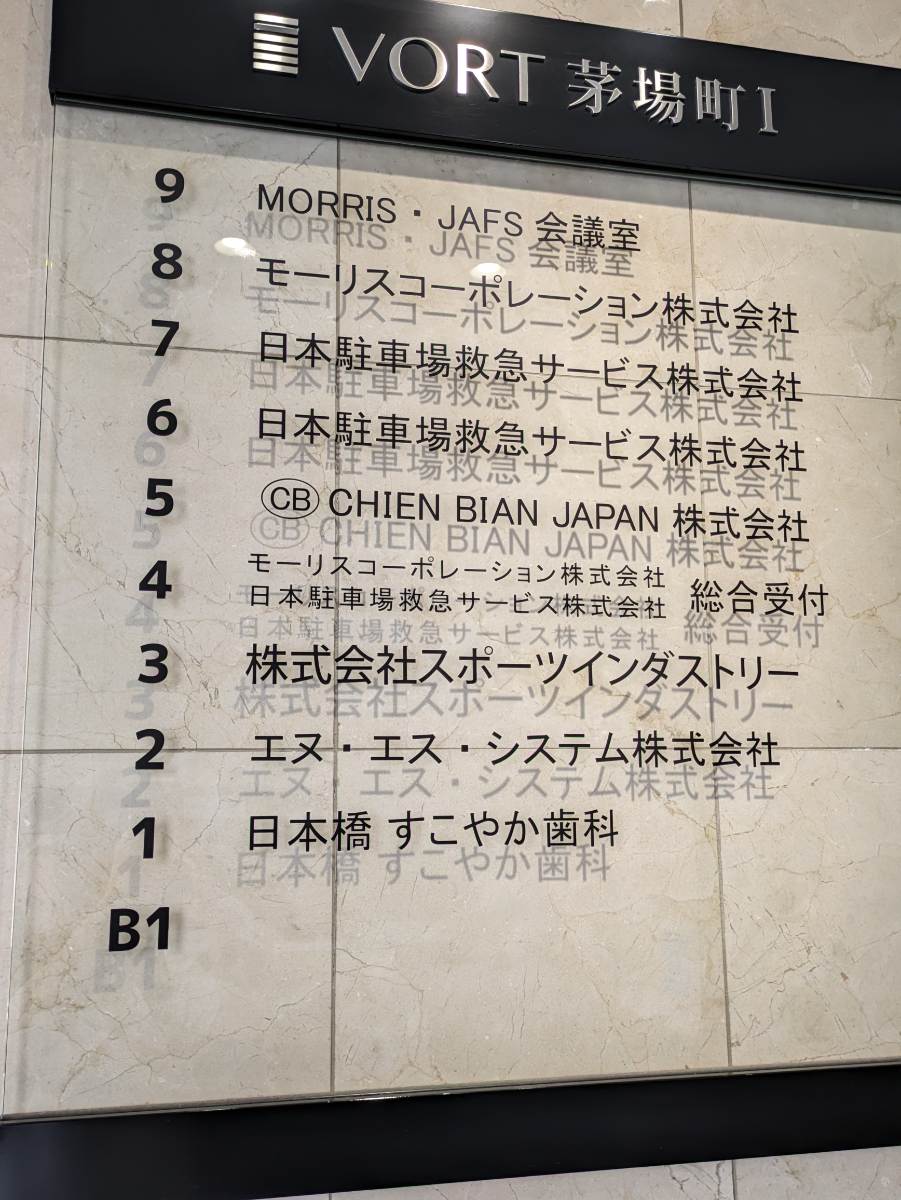 VORT 茅場町I
9 MORRIS・JAFS 会議室
8 モーリスコーポレーション株式会社
7 日本駐車場救急サービス株式会社
6 日本駐車場救急サービス株式会社
5 CB CHIEN BIAN JAPAN 株式会社
4 モーリスコーポレーション株式会社
日本駐車場救急サービス株式会社 総合受付
3 株式会社スポーツインダストリー
2 エヌ・エス・システム株式会社
1 日本橋 すこやか歯科
B1